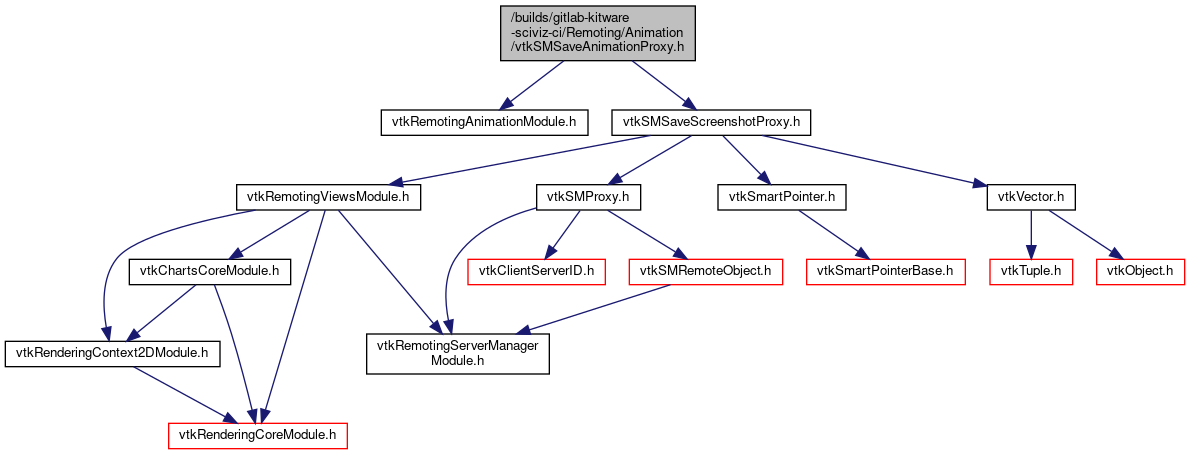 /builds/gitlab-kitware
-sciviz-ci/Remoting/Animation
/vtkSMSaveAnimationProxy.h
vtkRemotingAnimationModule.h
vtkSMSaveScreenshotProxy.h
vtkRemotingViewsModule.h
vtkSMProxy.h
vtkSmartPointer.h
vtkVector.h
vtkChartsCoreModule.h
vtkClientServerID.h
vtkSMRemoteObject.h
vtkSmartPointerBase.h
vtkTuple.h
vtkObject.h
vtkRenderingContext2DModule.h
vtkRemotingServerManager
Module.h
vtkRenderingCoreModule.h